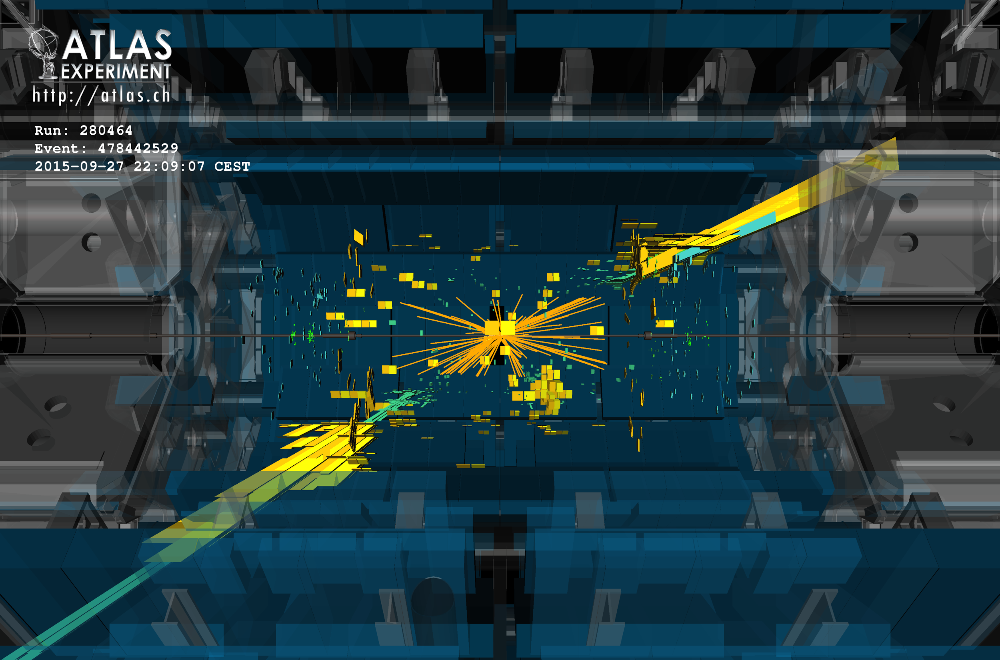 ATLAS
EXPERIMENT
http://atlas.ch
Run: 280464
Event: 478442529
2015-09-27 22:09:07 CEST